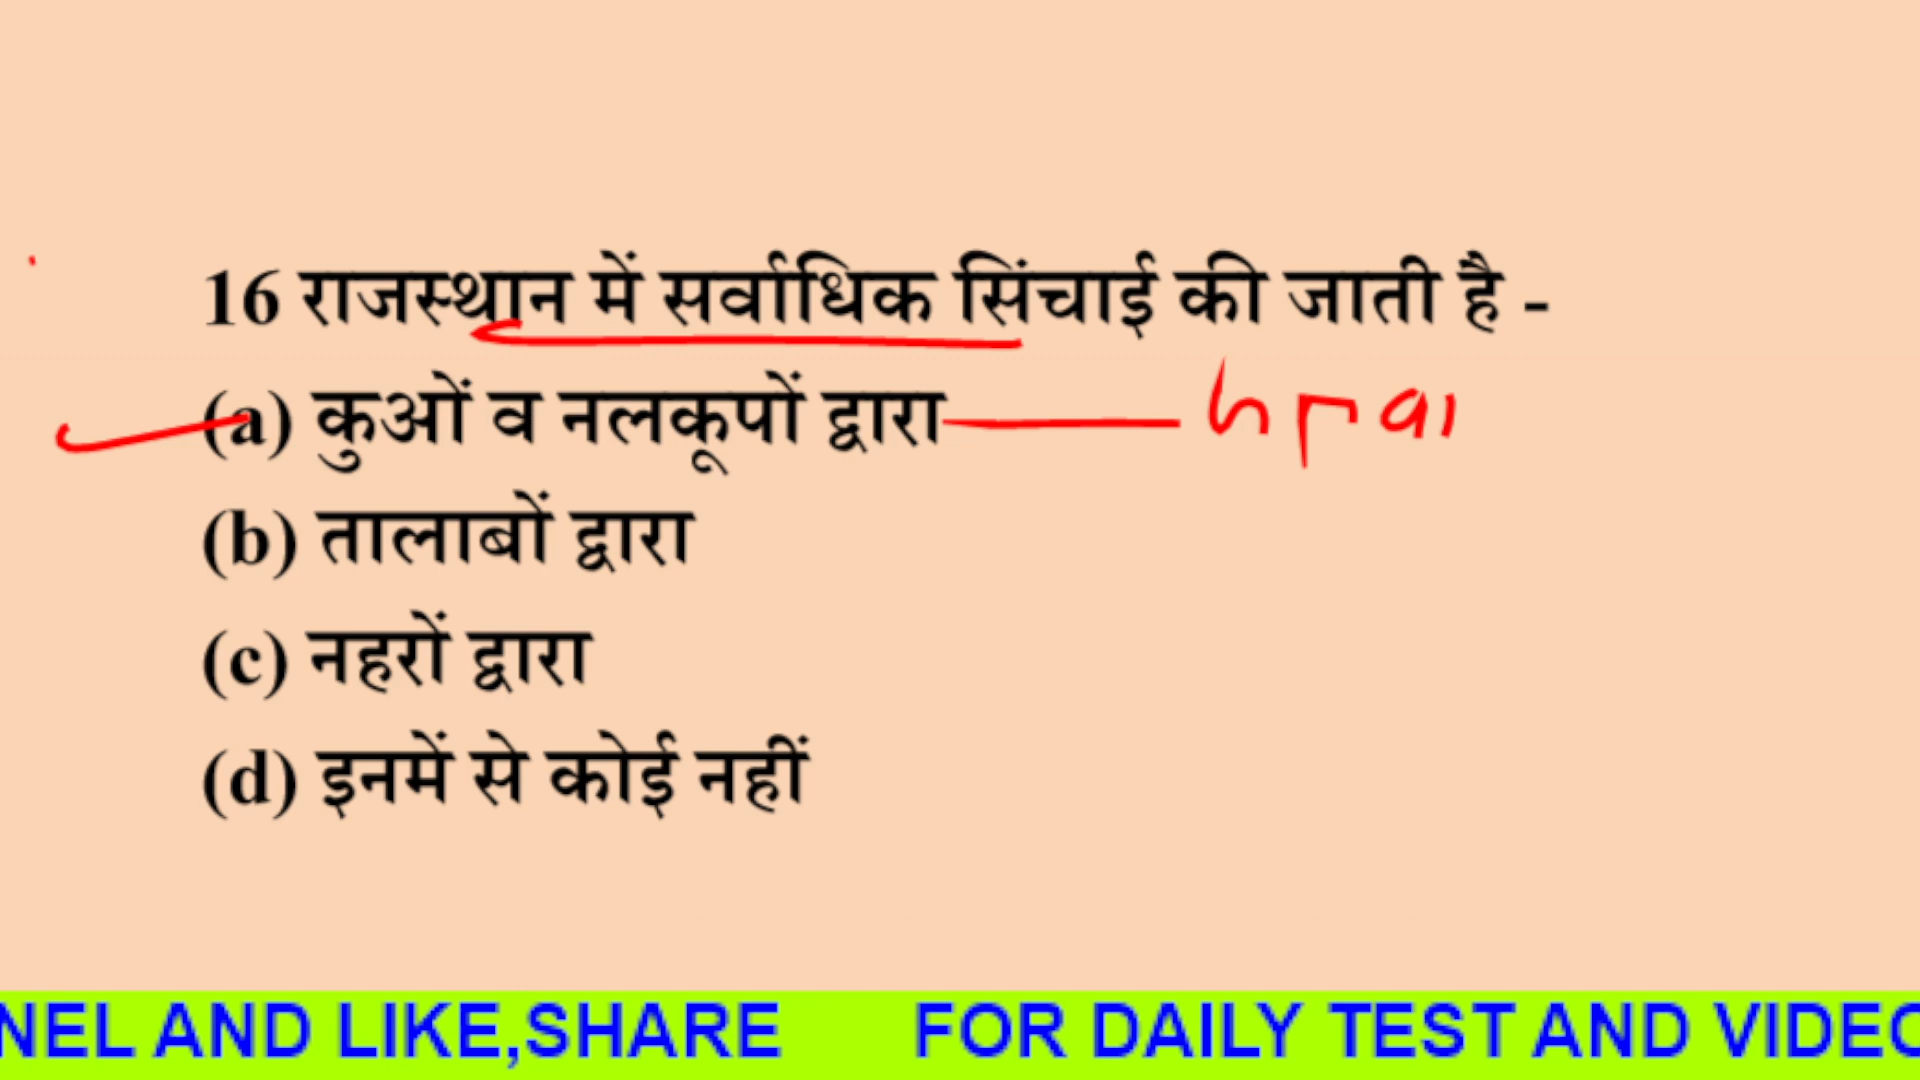 16 राजस्थान में सर्वाधिक सिंचाई की जाती है -
(a) कुओं व नलकूपों द्वारा
(b) तालाबों द्वारा
(c) नहरों द्वारा
(d) इनमें से कोई नहीं
NEL AND LIKE,SHARE FOR DAILY TEST AND VIDEO